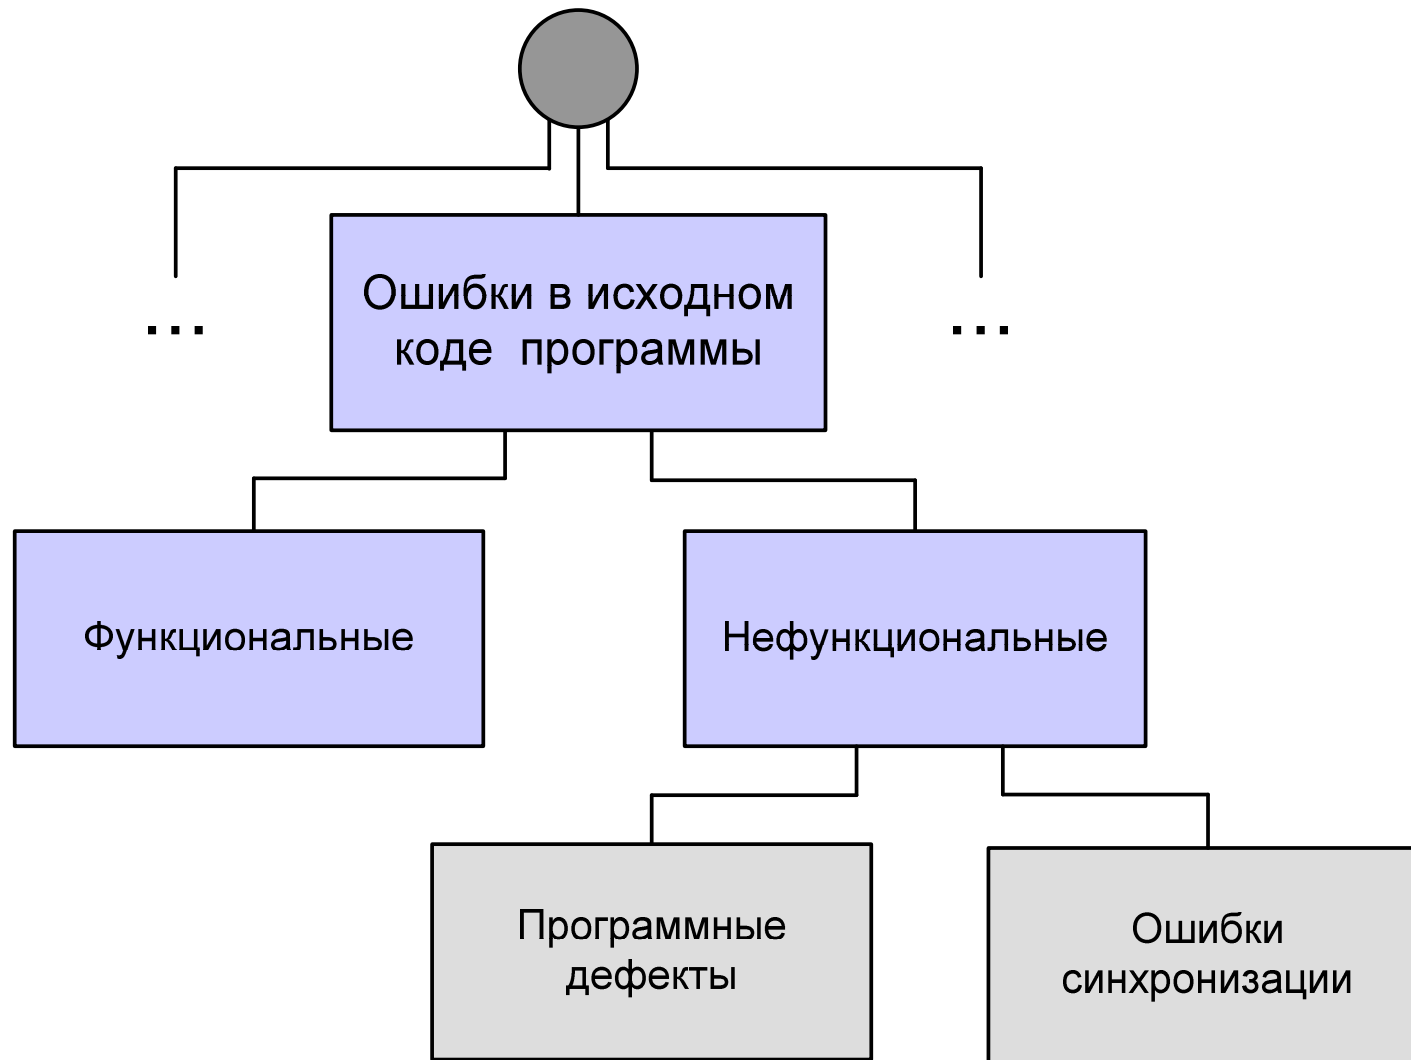 ... Ошибки в исходном ...
коде программы
Функциональные
Нефункциональные
Программные
дефекты
Ошибки
синхронизации